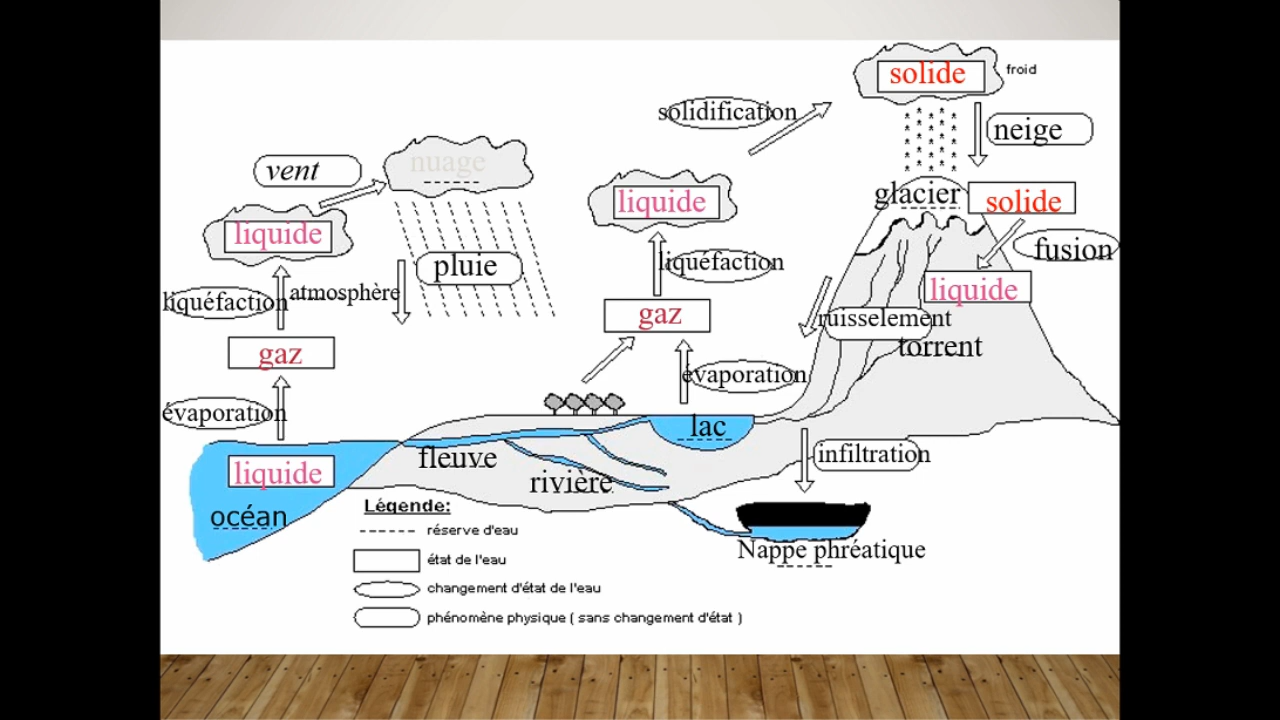 solide
froid
solidification
neige
nuage
vent
glacier
solide
liquide
liquide
fusion
pluie
liquéfaction
liquide
liquéfaction
atmosphère
gaz
ruisselement
torrent
gaz
évaporation
évaporation
lac
fleuve
infiltration
liquide
rivière
océan
Légende:
réserve d'eau
Nappe phréatique
état de l'eau
changement d'état de l'eau
phénomène physique ( sans changement d'état )